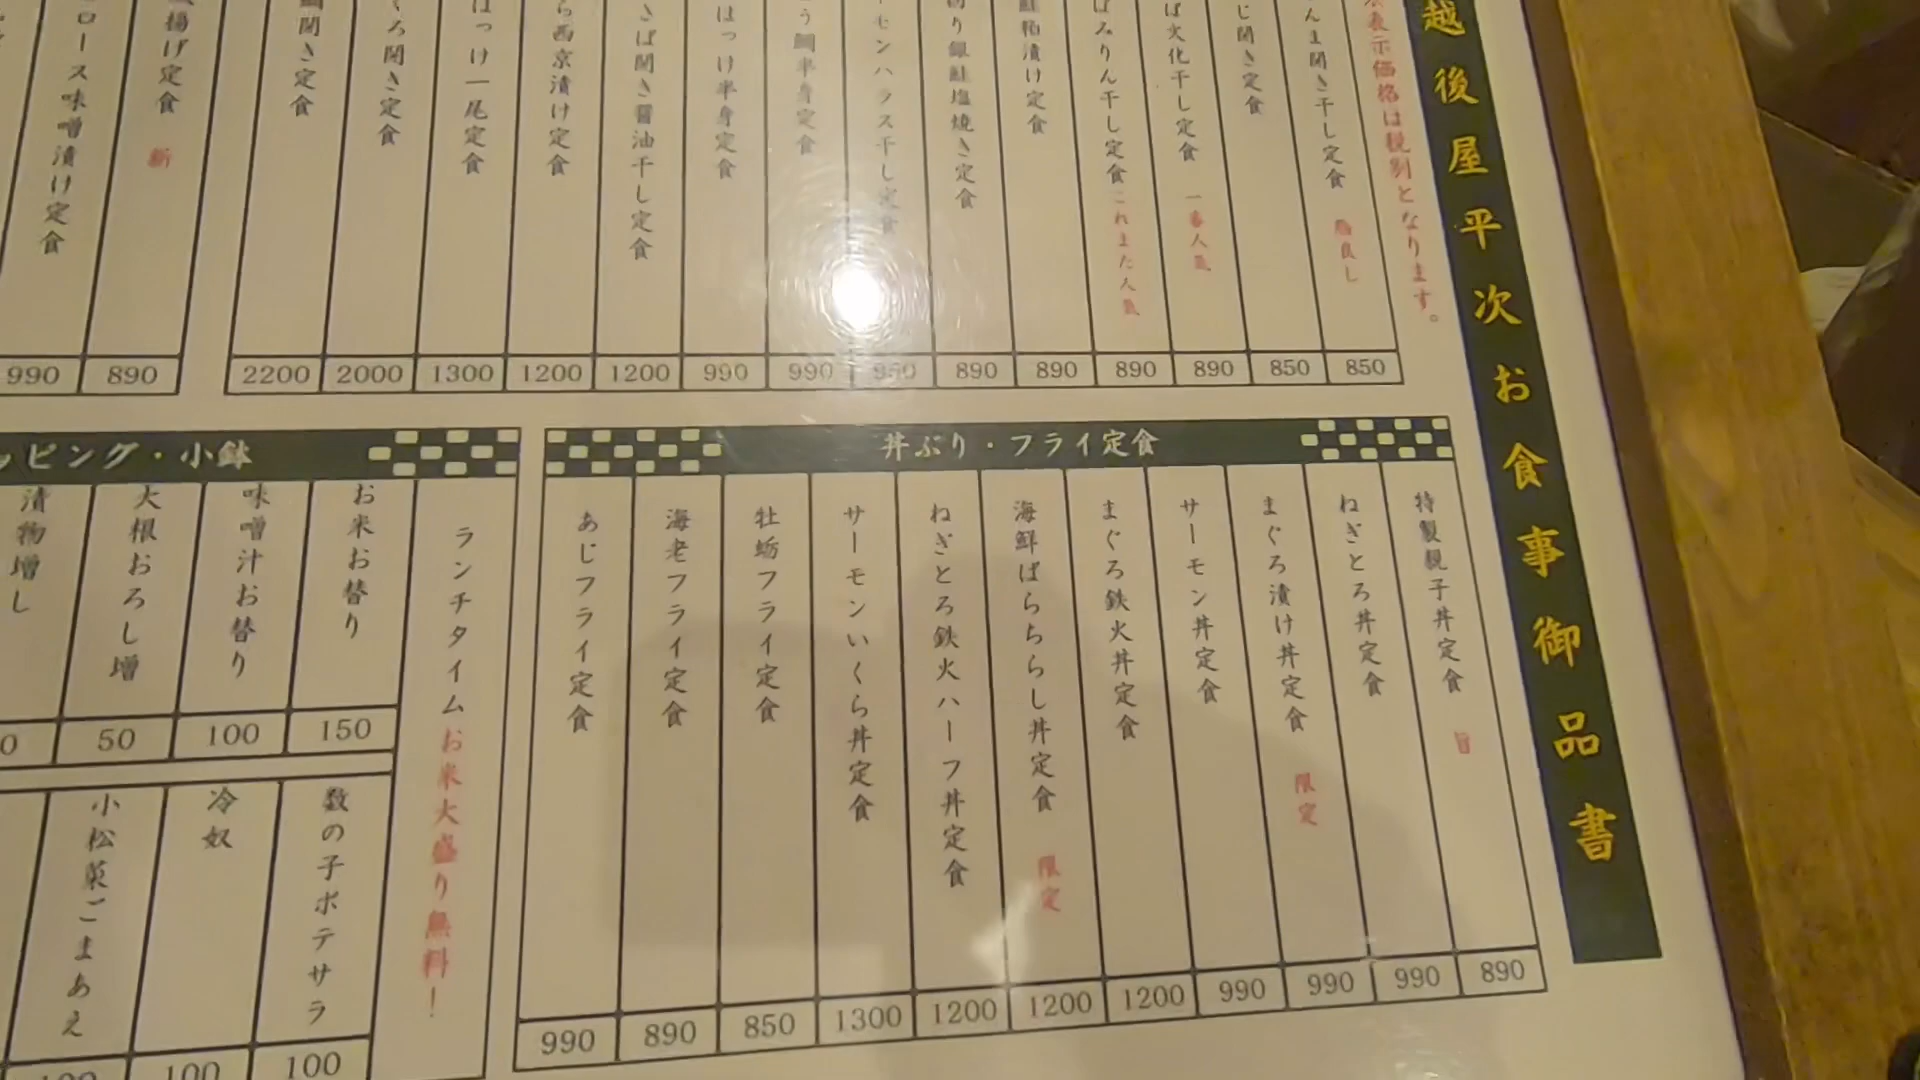 越後屋平次お食事御品書
表示価格は税別となります。
んま開き干し定食 脂良し
850
じ開き定食
850
ば文化干し定食 一番人気
890
ばみりん干し定食 これまた人気
890
鮭粕漬け定食
890
り銀鮭塩焼き定食
890
ーモンハラス干し定食
950
う鯛半身定食
990
ほっけ半身定食
990
さば開き醤油干し定食
1200
ら西京漬け定食
1200
ほっけ一尾定食
1300
ぐろ開き定食
2000
鯛開き定食
2200
揚げ定食 新
890
ロース味噌漬け定食
990
丼ぶり・フライ定食
特製親子丼定食 旨
890
ねぎとろ丼定食
990
まぐろ漬け丼定食 限定
990
サーモン丼定食
990
まぐろ鉄火丼定食
1200
海鮮ばらちらし丼定食 限定
1200
ねぎとろ鉄火ハーフ丼定食
1200
サーモンいくら丼定食
1300
牡蛎フライ定食
850
海老フライ定食
890
あじフライ定食
990
ッピング・小鉢
ランチタイムお米大盛り無料！
お米お替り
150
味噌汁お替り
100
大根おろし増
50
漬物増し
0
数の子ポテサラ
100
冷奴
100
小松菜ごまあえ
100